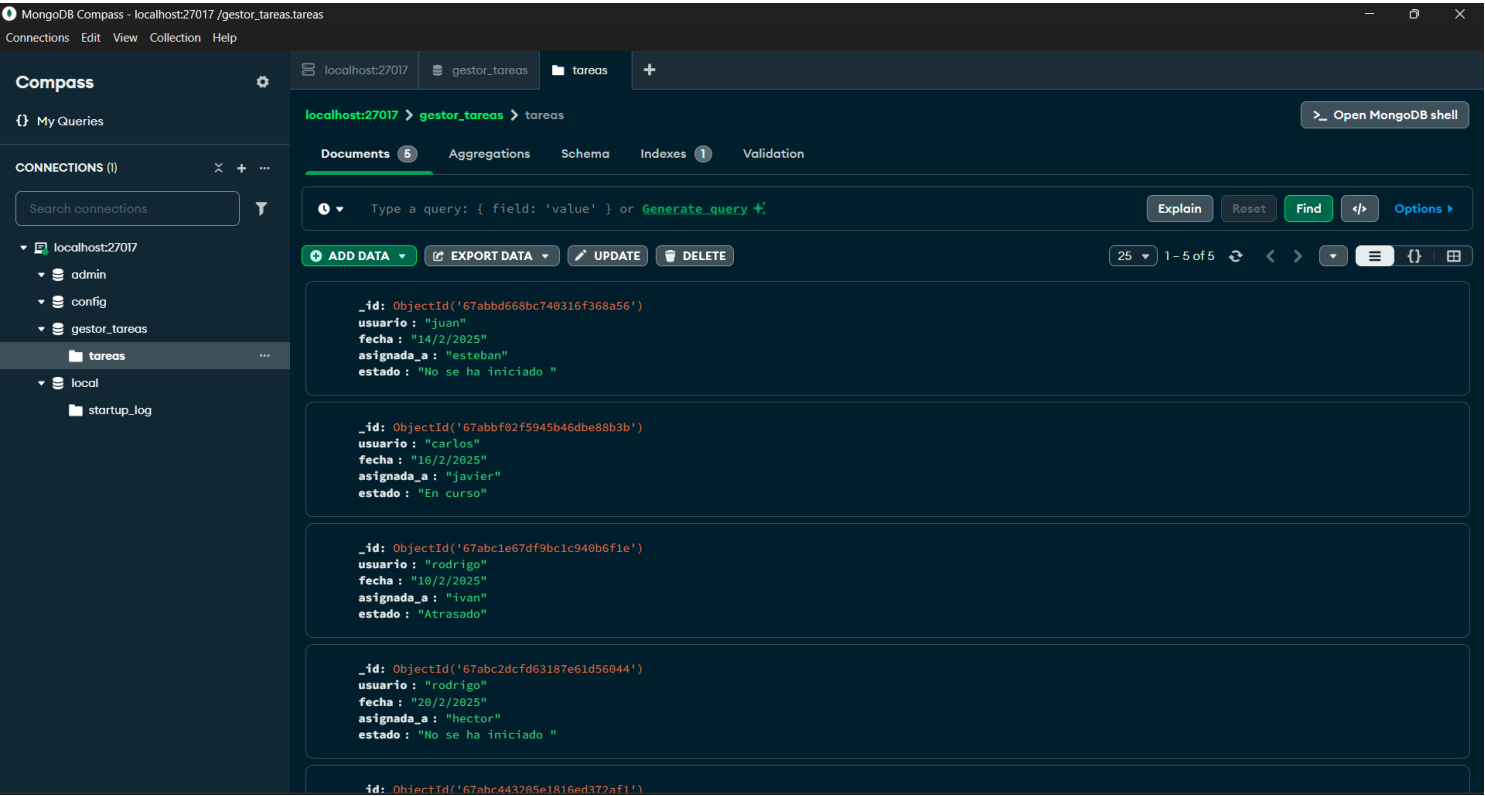 MongoDB Compass - localhost:27017 /gestor_tareas.tareas
Connections Edit View Collection Help
Compass
{} My Queries
CONNECTIONS (1)
Search connections
localhost:27017
admin
config
gestor_tareas
tareas
local
startup_log
localhost:27017 gestor_tareas tareas
localhost:27017 > gestor_tareas > tareas
>_ Open MongoDB shell
Documents 5 Aggregations Schema Indexes 1 Validation
Type a query: { field: 'value' } or Generate query
Explain Reset Find </> Options
ADD DATA EXPORT DATA UPDATE DELETE
25 1 – 5 of 5 {}
_id: ObjectId('67abbd668bc740316f368a56')
usuario : "juan"
fecha : "14/2/2025"
asignada_a : "esteban"
estado : "No se ha iniciado "
_id: ObjectId('67abbf02f5945b46dbe88b3b')
usuario : "carlos"
fecha : "16/2/2025"
asignada_a : "javier"
estado : "En curso"
_id: ObjectId('67abc1e67df9bc1c940b6f1e')
usuario : "rodrigo"
fecha : "10/2/2025"
asignada_a : "ivan"
estado : "Atrasado"
_id: ObjectId('67abc2dcfd63187e61d56044')
usuario : "rodrigo"
fecha : "20/2/2025"
asignada_a : "hector"
estado : "No se ha iniciado "
_id: ObjectId('67abc443205e1816ed372af1')